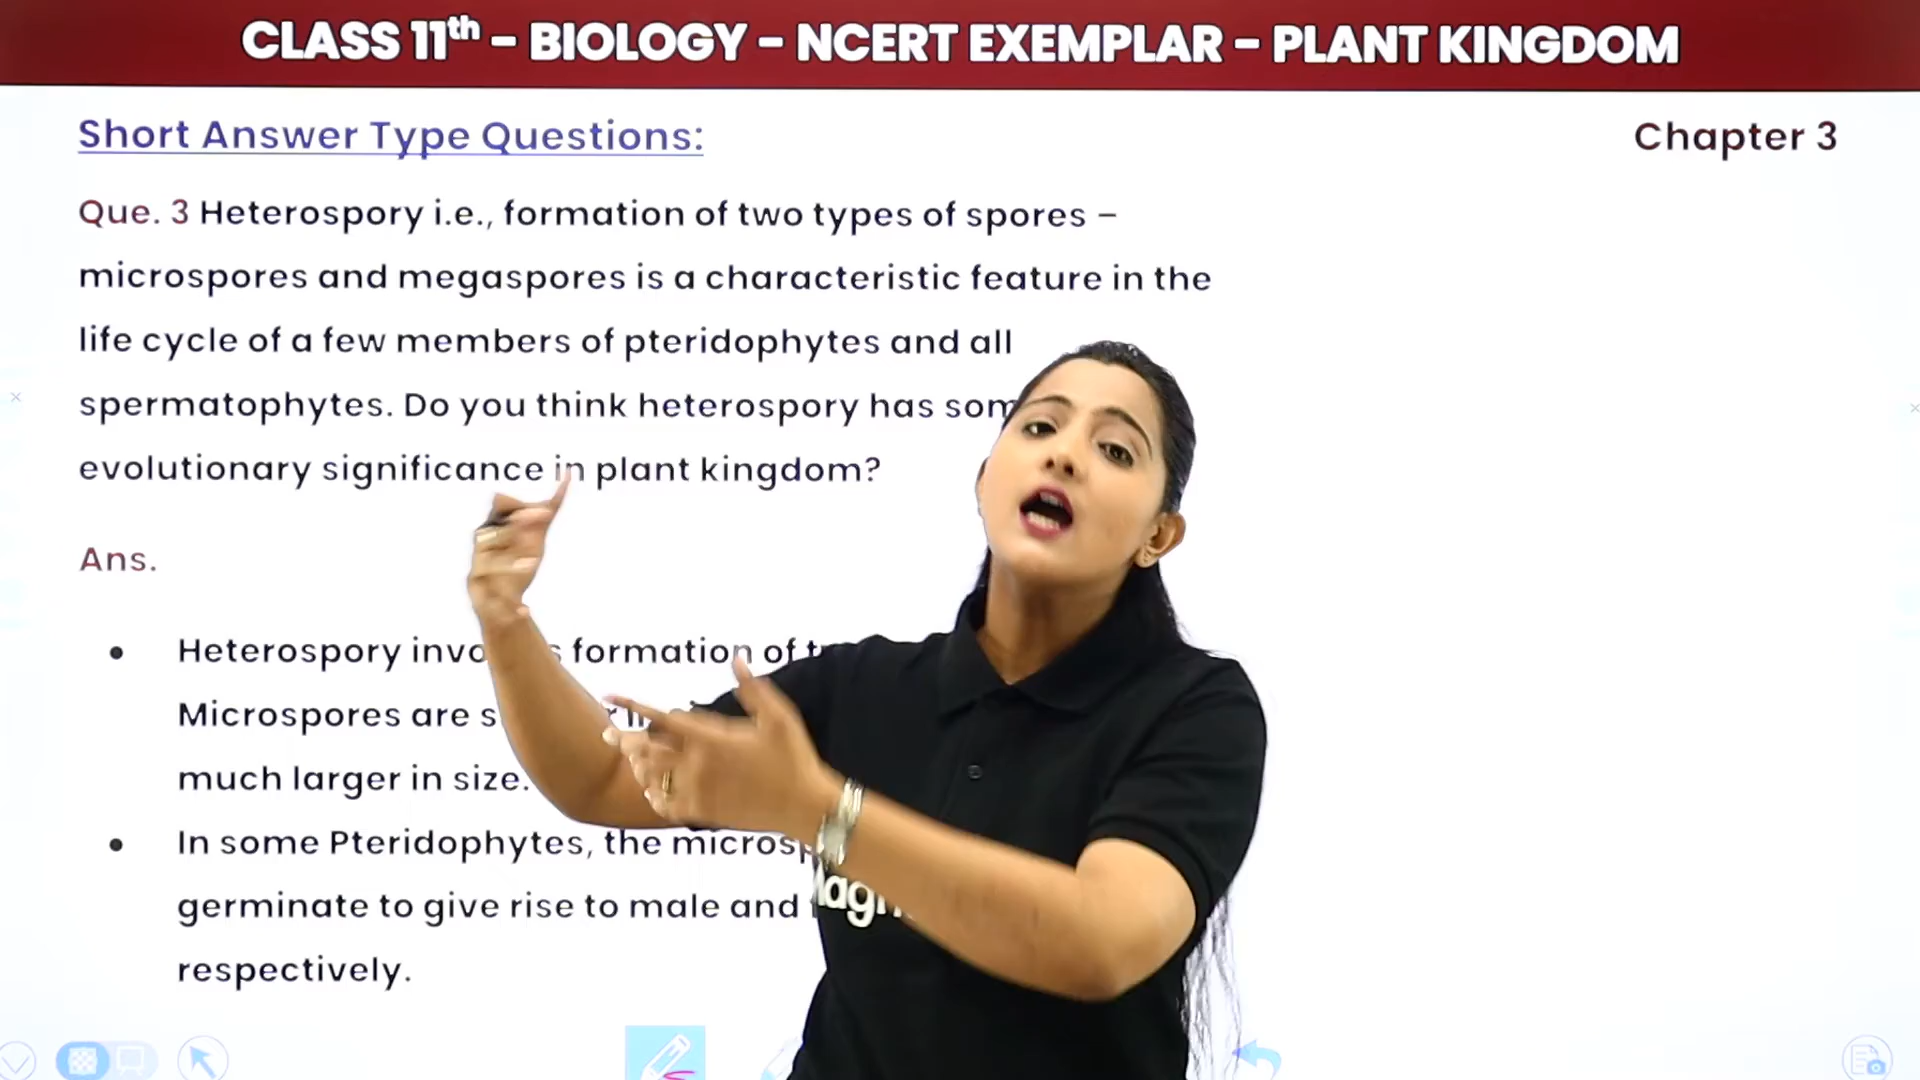 CLASS 11th – BIOLOGY – NCERT EXEMPLAR – PLANT KINGDOM
Short Answer Type Questions:
Chapter 3
Que. 3 Heterospory i.e., formation of two types of spores –
microspores and megaspores is a characteristic feature in the
life cycle of a few members of pteridophytes and all
spermatophytes. Do you think heterospory has
evolutionary significance in plant kingdom?
Ans.
• Heterospory formation of
Microspores are
much larger in size.
• In some Pteridophytes, the
germinate to give rise to male and
respectively.